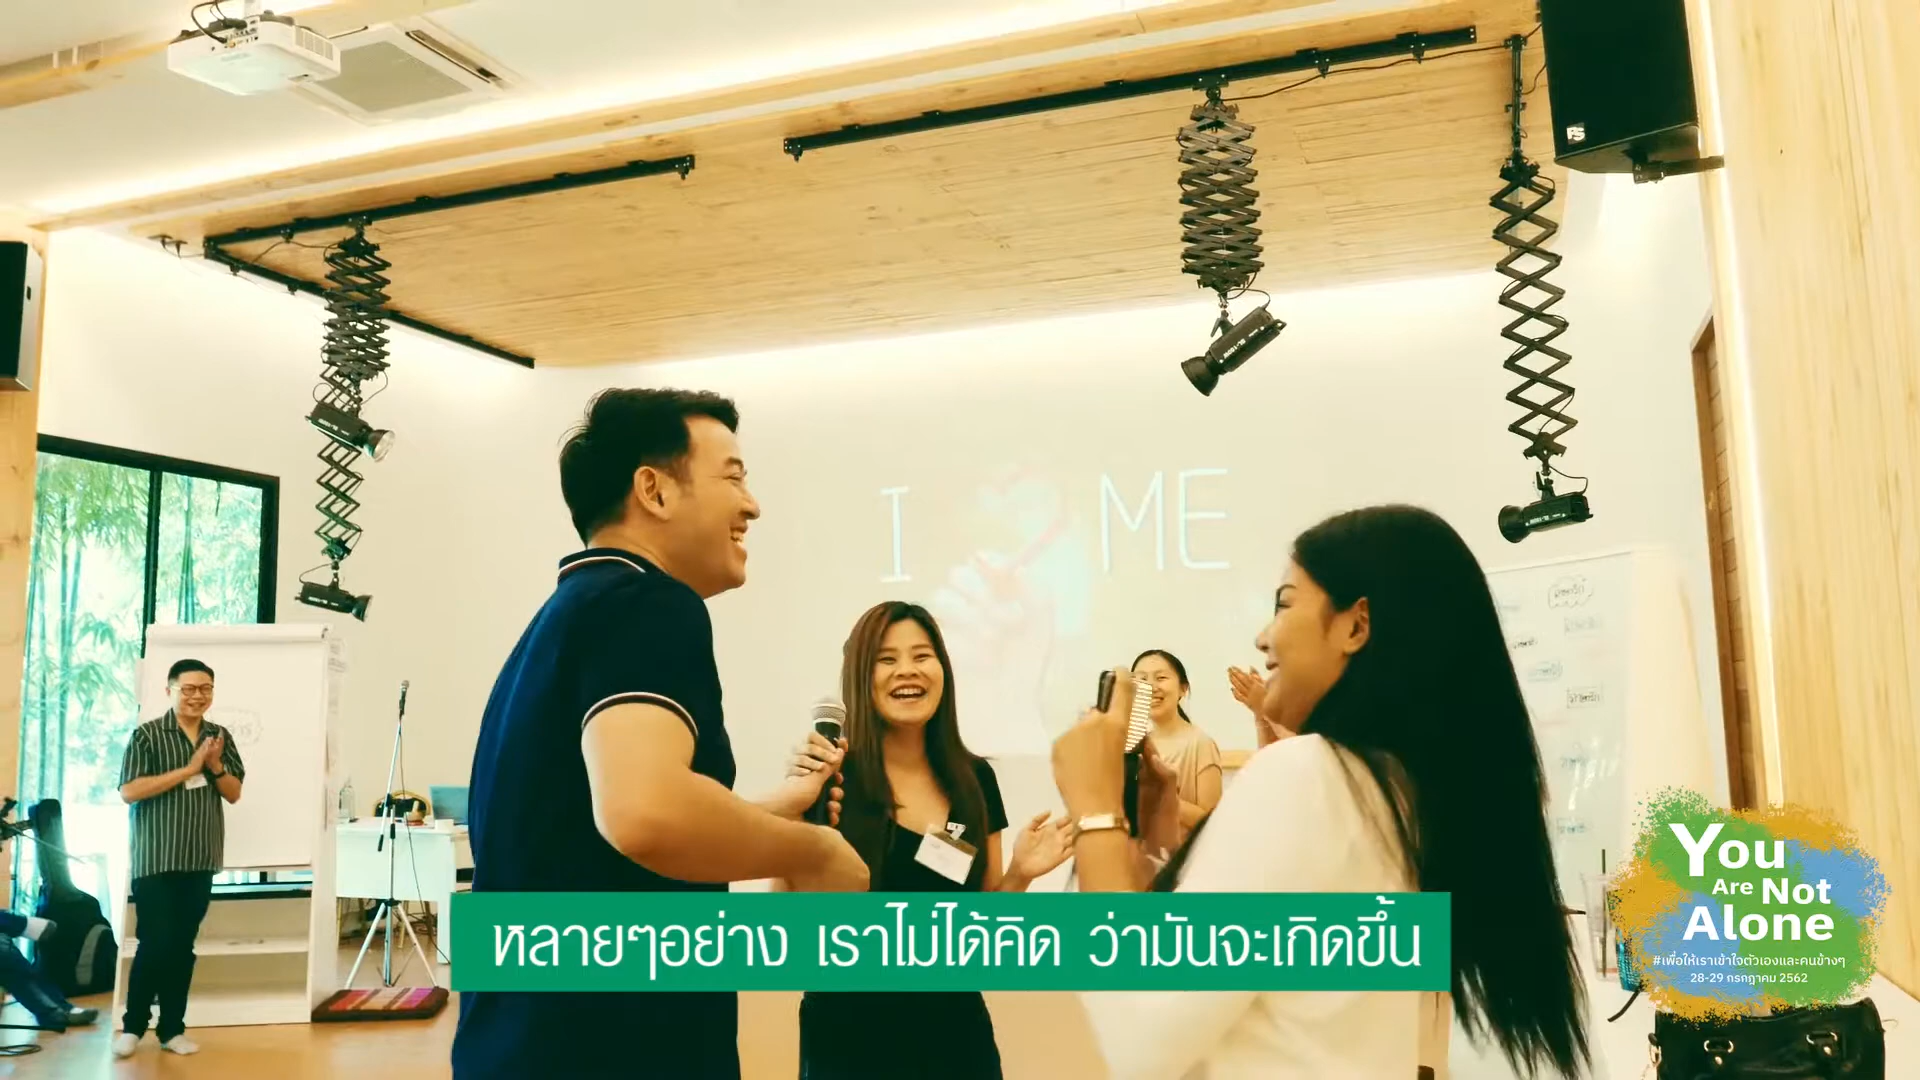 I ME
หลายๆอย่าง เราไม่ได้คิด ว่ามันจะเกิดขึ้น
You
Are Not
Alone
#เพื่อให้เราเข้าใจตัวเองและคนข้างๆ
28-29 กรกฎาคม 2562